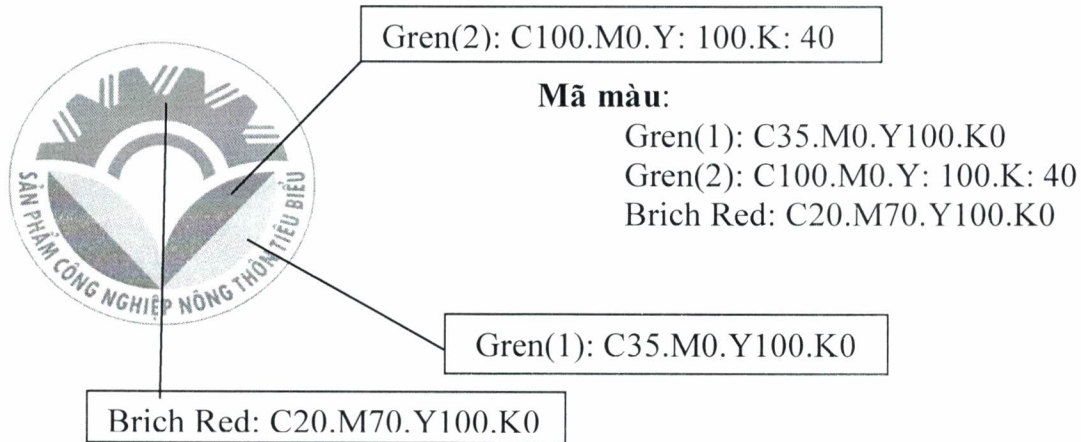 Gren(2): C100.M0.Y: 100.K: 40
Mã màu:
Gren(1): C35.M0.Y100.K0
Gren(2): C100.M0.Y: 100.K: 40
Brich Red: C20.M70.Y100.K0
SẢN PHẨM CÔNG NGHIỆP NÔNG THÔN TIÊU BIỂU
Gren(1): C35.M0.Y100.K0
Brich Red: C20.M70.Y100.K0